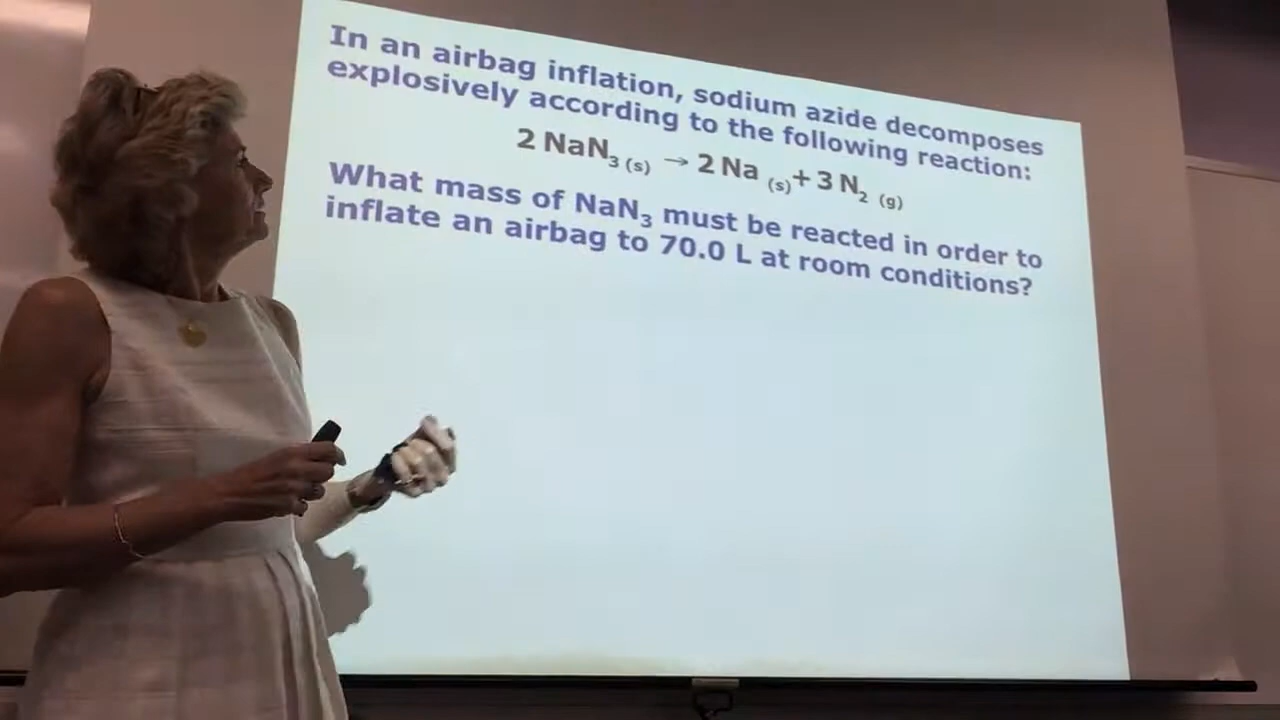 In an airbag inflation, sodium azide decomposes
explosively according to the following reaction:
2 NaN₃ (s) → 2 Na (s) + 3 N₂ (g)
What mass of NaN₃ must be reacted in order to
inflate an airbag to 70.0 L at room conditions?